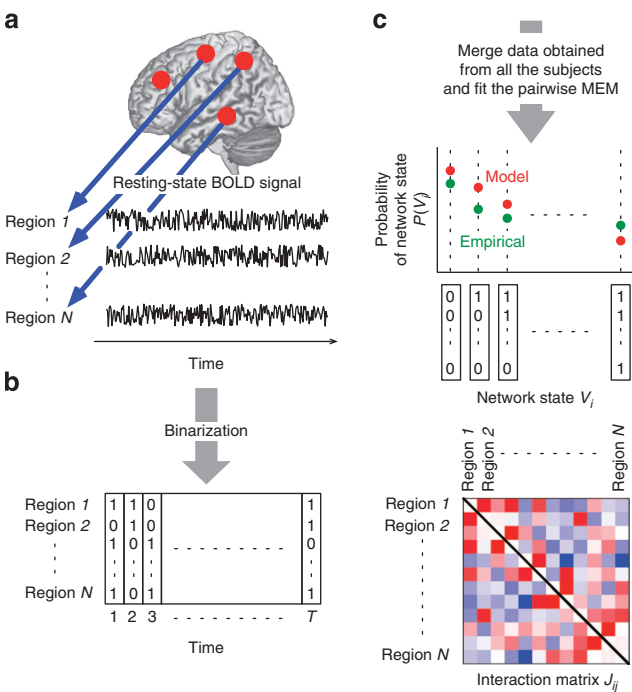 a
Resting-state BOLD signal
Region 1
Region 2
Region N
Time
b
Binarization
Region 1 1 1 0 1
Region 2 0 1 0 1
1 0 1 0
Region N 1 0 1 1
1 2 3 T
Time
c
Merge data obtained
from all the subjects
and fit the pairwise MEM
Probability
of network state
P(Vi)
Model
Empirical
0 1 1 1
0 0 1 1
0 0 0 1
Network state Vi
Region 1
Region 2
Region N
Region 1
Region 2
Region N
Interaction matrix Jij